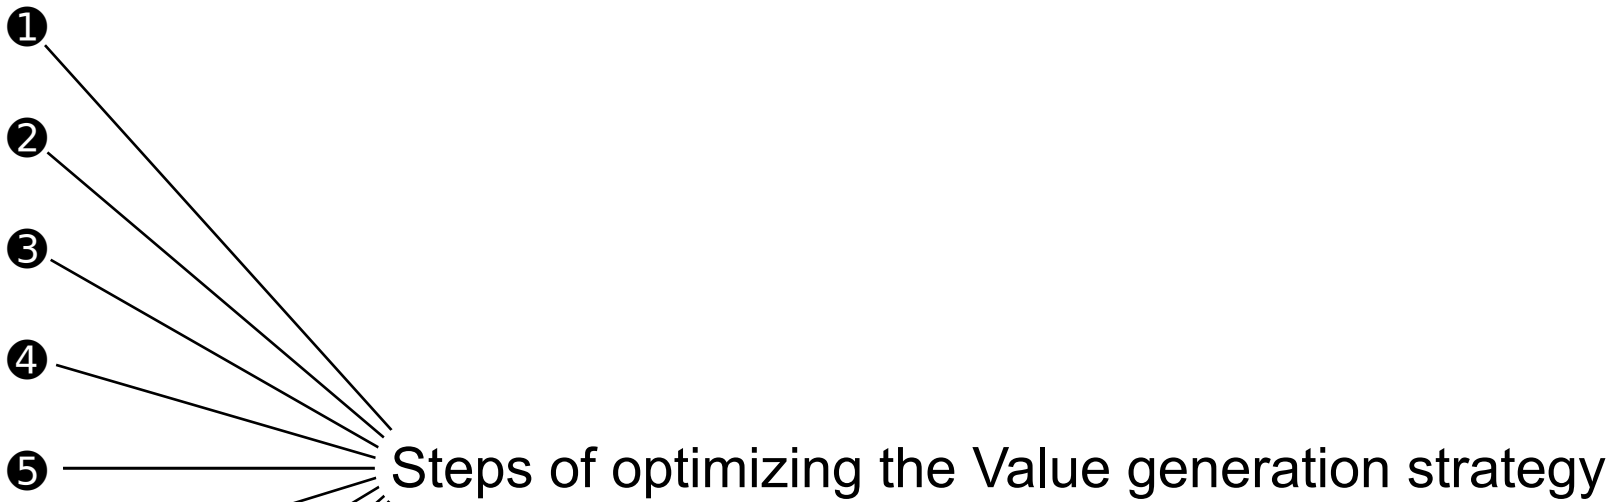 ❶
❷
❸
❹
❺ Steps of optimizing the Value generation strategy